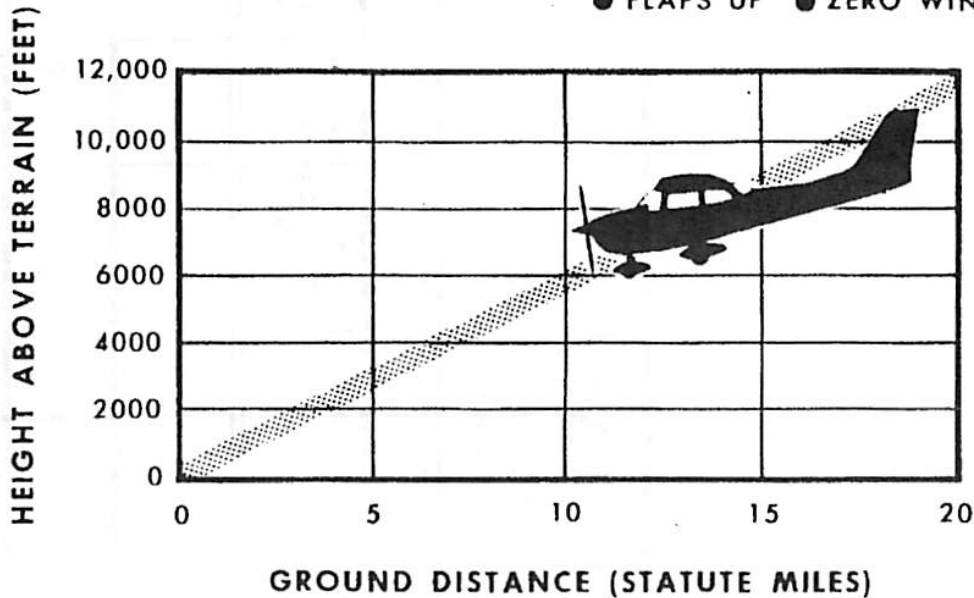 ● FLAPS UP ● ZERO WIN
HEIGHT ABOVE TERRAIN (FEET)
12,000
10,000
8000
6000
4000
2000
0
0 5 10 15 20
GROUND DISTANCE (STATUTE MILES)